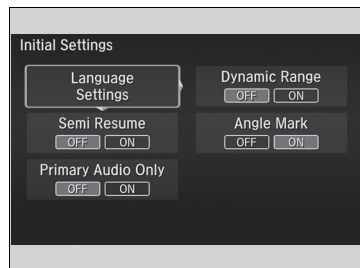 Initial Settings
Language
Settings
Dynamic Range
OFF ON
Semi Resume
OFF ON
Angle Mark
OFF ON
Primary Audio Only
OFF ON